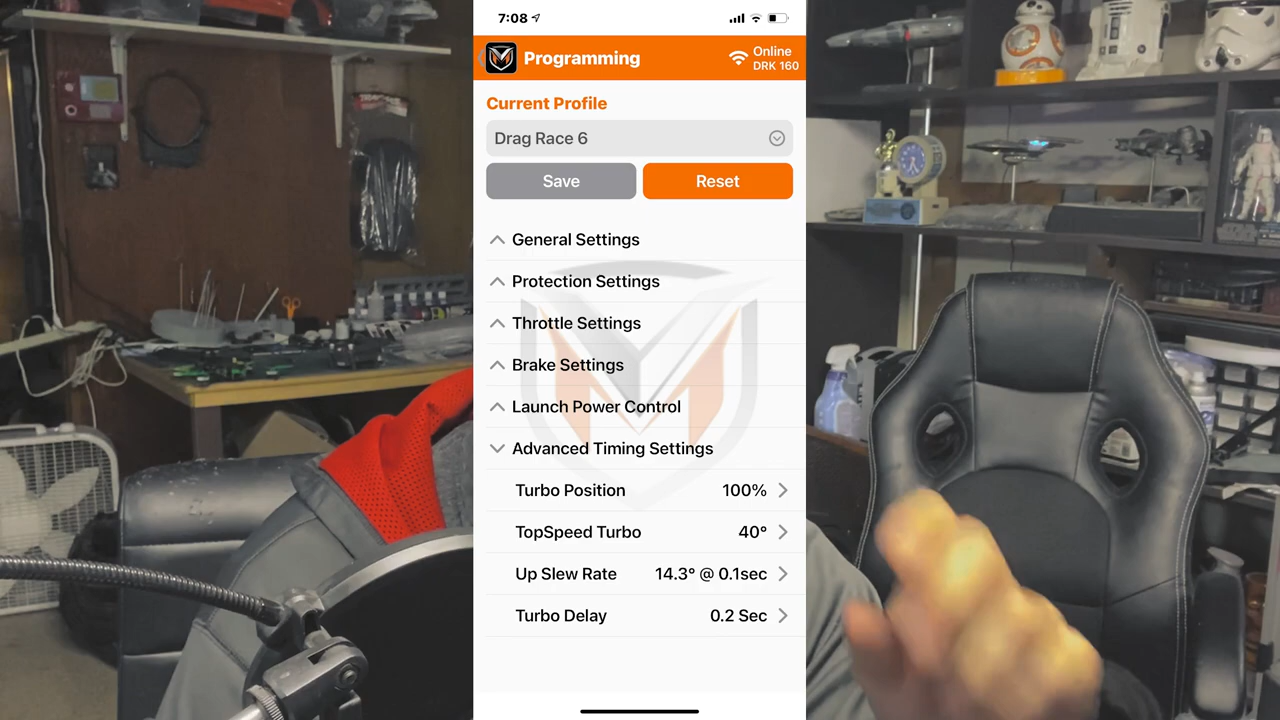 7:08
Programming
Online
DRK 160
Current Profile
Drag Race 6
Save
Reset
General Settings
Protection Settings
Throttle Settings
Brake Settings
Launch Power Control
Advanced Timing Settings
Turbo Position 100%
TopSpeed Turbo 40°
Up Slew Rate 14.3° @ 0.1sec
Turbo Delay 0.2 Sec